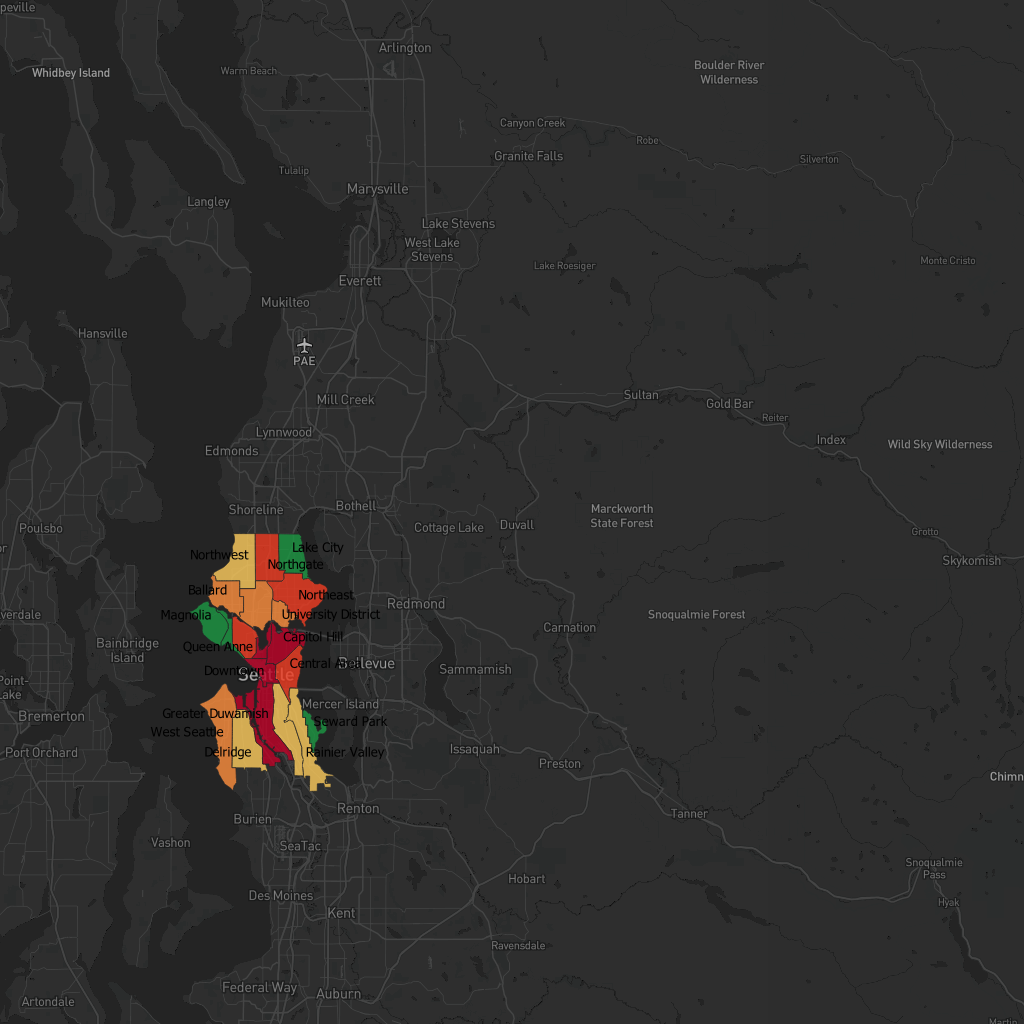 peville
Arlington
Whidbey Island
Warm Beach
Boulder River
Wilderness
Canyon Creek
Robe
Granite Falls
Silverton
Tulalip
Marysville
Langley
Lake Stevens
West Lake
Stevens
Lake Roesiger
Monte Cristo
Everett
Mukilteo
Hansville
PAE
Mill Creek
Sultan
Gold Bar
Reiter
Lynnwood
Index
Wild Sky Wilderness
Edmonds
Shoreline
Bothell
Marckworth
State Forest
Poulsbo
Cottage Lake
Duvall
Grotto
or
Northwest
Lake City
Northgate
Skykomish
Ballard
Northeast
Redmond
verdale
Magnolia
University District
Snoqualmie Forest
Carnation
Capitol Hill
Bainbridge
Island
Queen Anne
Central Area
Bellevue
Downtown
Seattle
Sammamish
Point-
Lake
Mercer Island
Bremerton
Greater Duwamish
Seward Park
West Seattle
Port Orchard
Delridge
Rainier Valley
Issaquah
Preston
Chimn
Burien
Renton
Tanner
Vashon
SeaTac
Snoqualmie
Pass
Hobart
Des Moines
Hyak
Kent
Ravensdale
Federal Way
Auburn
Artondale
Martin